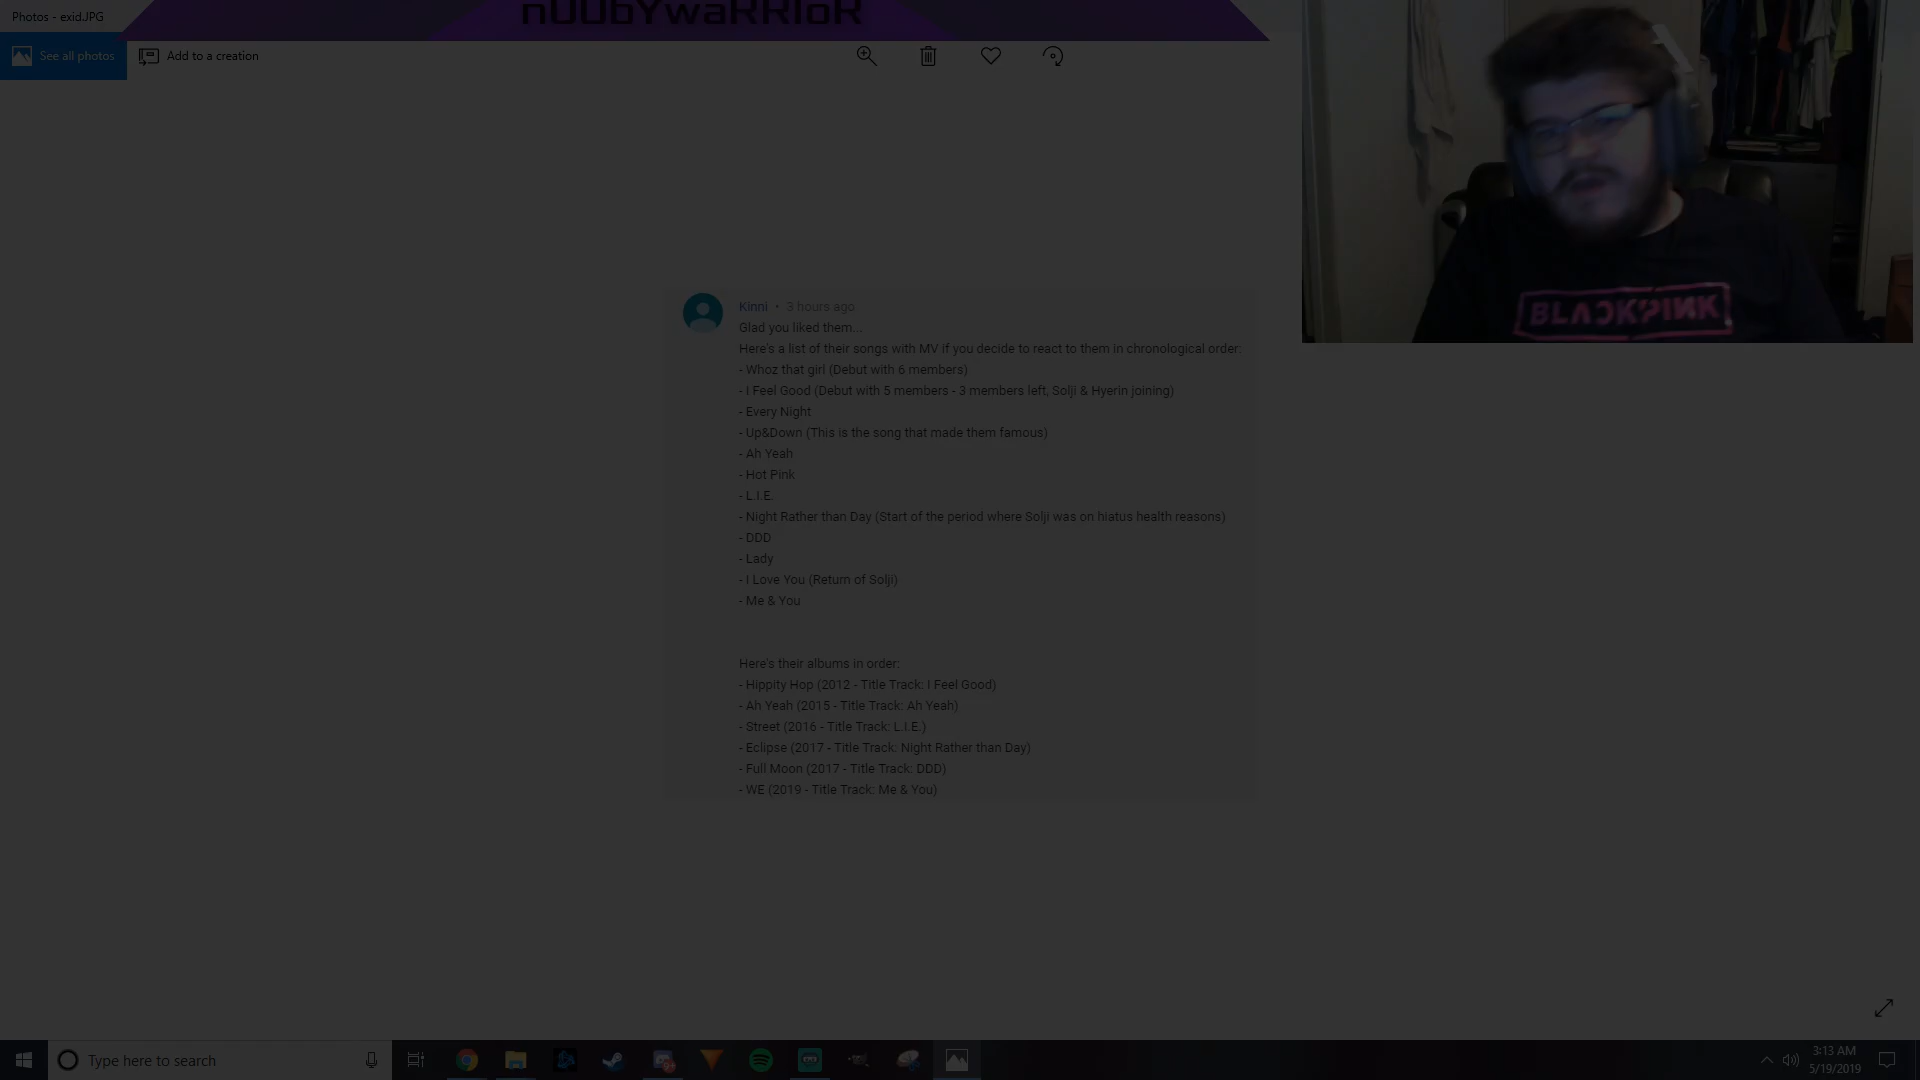 Photos - exid.JPG
nU0bYwaRRIoR
See all photos
Add to a creation
BLACKPINK
Kinni • 3 hours ago
Glad you liked them...
Here's a list of their songs with MV if you decide to react to them in chronological order:
- Whoz that girl (Debut with 6 members)
- I Feel Good (Debut with 5 members - 3 members left, Solji & Hyerin joining)
- Every Night
- Up&Down (This is the song that made them famous)
- Ah Yeah
- Hot Pink
- L.I.E.
- Night Rather than Day (Start of the period where Solji was on hiatus health reasons)
- DDD
- Lady
- I Love You (Return of Solji)
- Me & You
Here's their albums in order:
- Hippity Hop (2012 - Title Track: I Feel Good)
- Ah Yeah (2015 - Title Track: Ah Yeah)
- Street (2016 - Title Track: L.I.E.)
- Eclipse (2017 - Title Track: Night Rather than Day)
- Full Moon (2017 - Title Track: DDD)
- WE (2019 - Title Track: Me & You)
Type here to search
9+
3:13 AM
5/19/2019